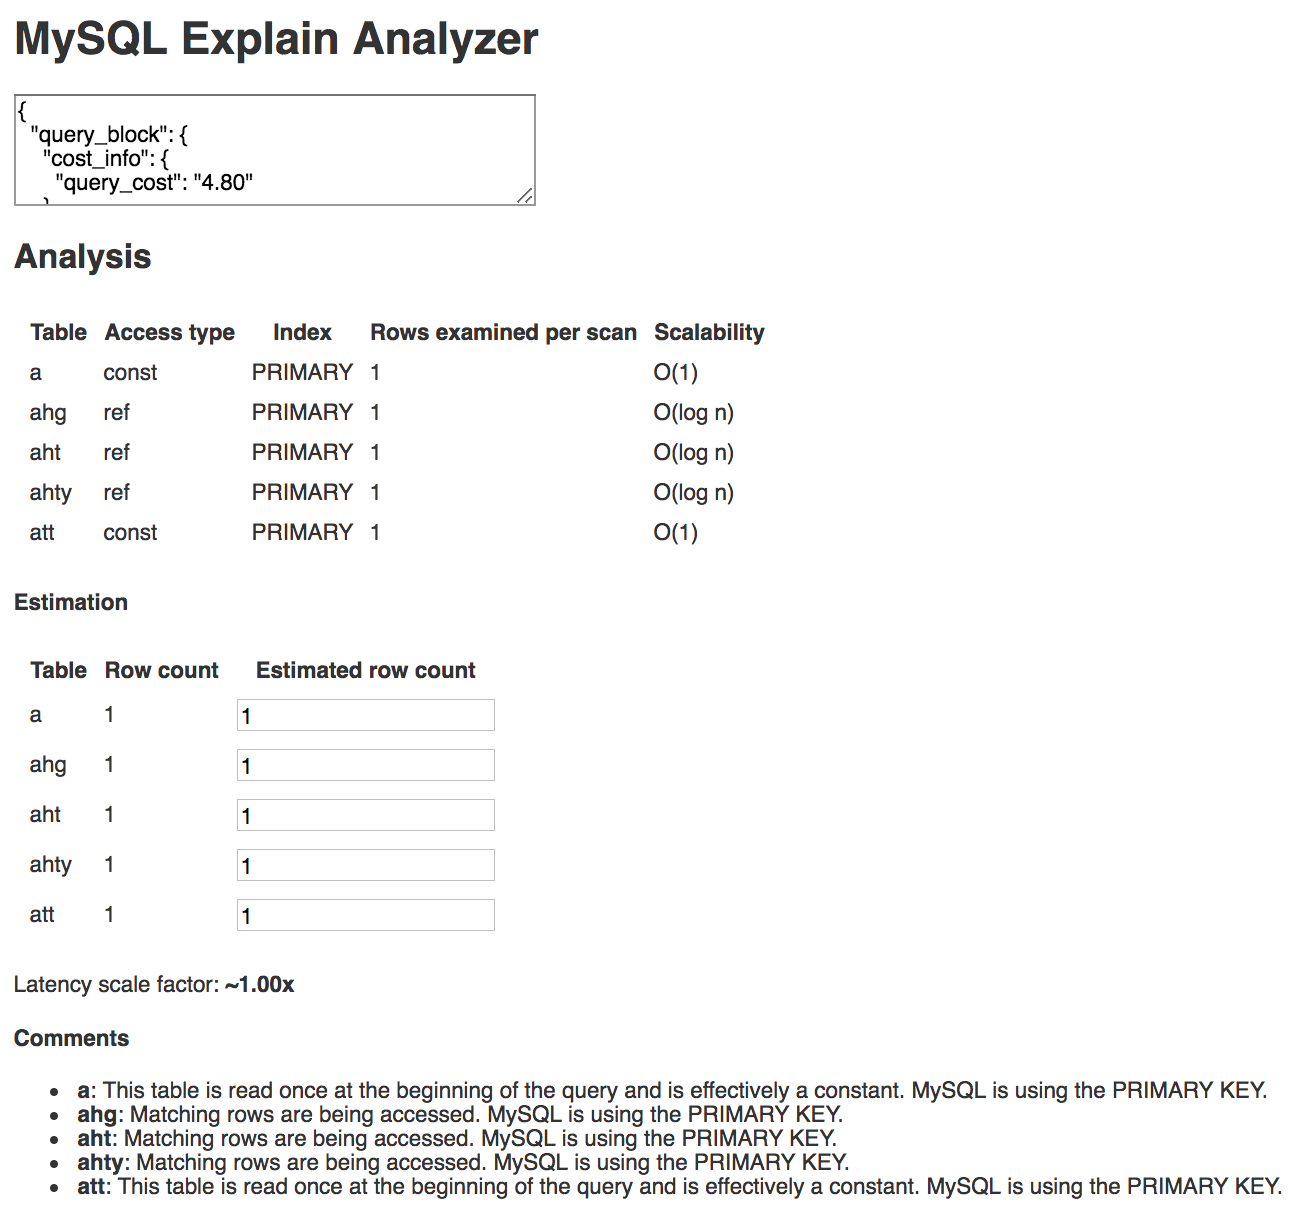 MySQL Explain Analyzer
{
"query_block": {
"cost_info": {
"query_cost": "4.80"
Analysis
Table Access type Index Rows examined per scan Scalability
a const PRIMARY 1 O(1)
ahg ref PRIMARY 1 O(log n)
aht ref PRIMARY 1 O(log n)
ahty ref PRIMARY 1 O(log n)
att const PRIMARY 1 O(1)
Estimation
Table Row count Estimated row count
a 1 1
ahg 1 1
aht 1 1
ahty 1 1
att 1 1
Latency scale factor: ~1.00x
Comments
• a: This table is read once at the beginning of the query and is effectively a constant. MySQL is using the PRIMARY KEY.
• ahg: Matching rows are being accessed. MySQL is using the PRIMARY KEY.
• aht: Matching rows are being accessed. MySQL is using the PRIMARY KEY.
• ahty: Matching rows are being accessed. MySQL is using the PRIMARY KEY.
• att: This table is read once at the beginning of the query and is effectively a constant. MySQL is using the PRIMARY KEY.